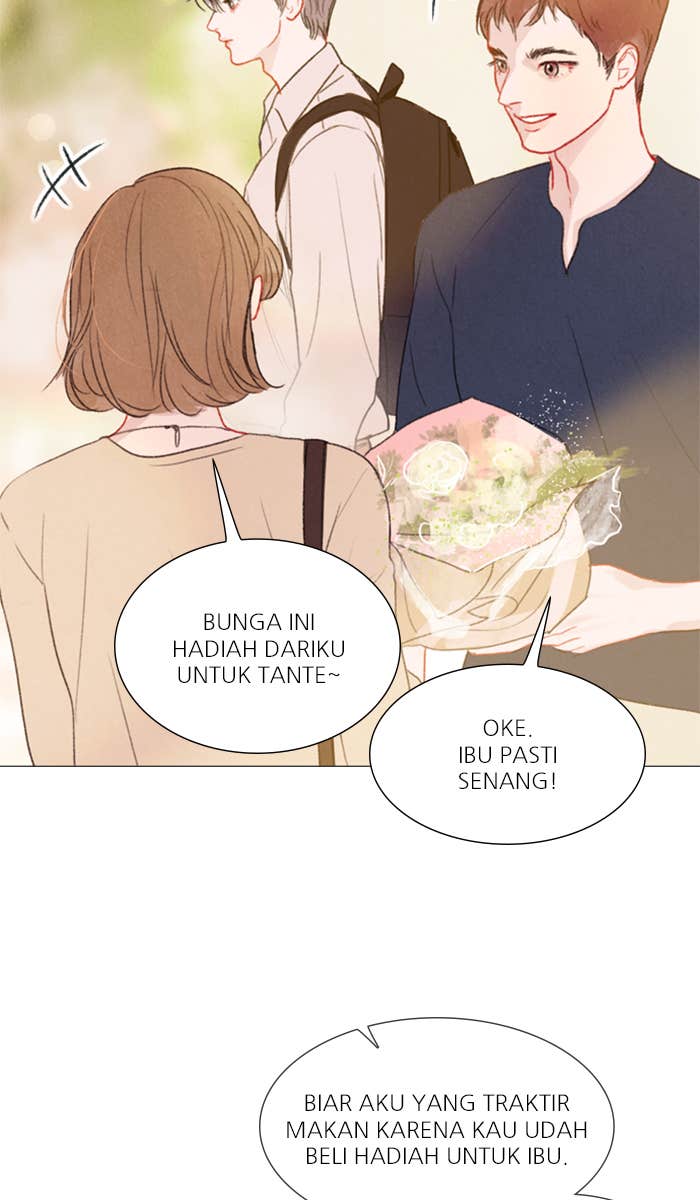 BUNGA INI
HADIAH DARIKU
UNTUK TANTE~
OKE.
IBU PASTI
SENANG!
BIAR AKU YANG TRAKTIR
MAKAN KARENA KAU UDAH
BELI HADIAH UNTUK IBU.